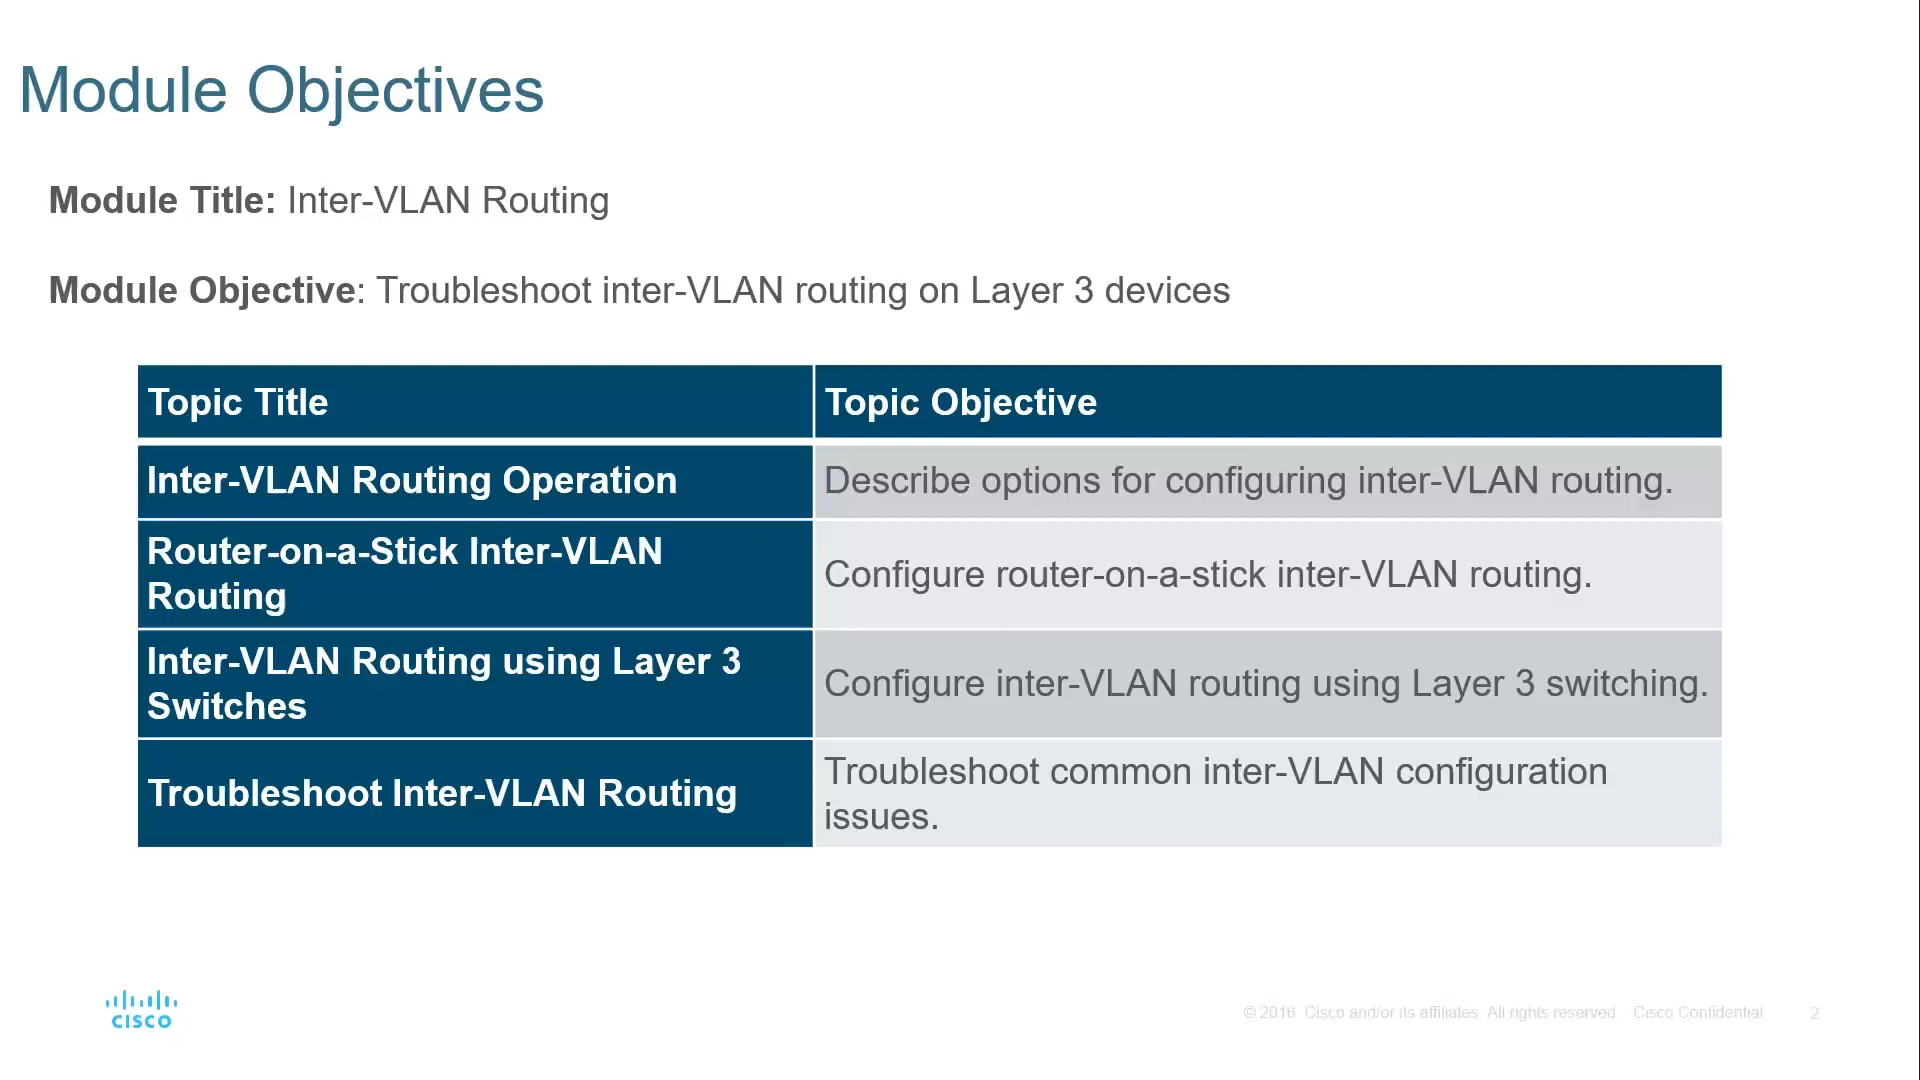 Module Objectives
Module Title: Inter-VLAN Routing
Module Objective: Troubleshoot inter-VLAN routing on Layer 3 devices
Topic Title
Topic Objective
Inter-VLAN Routing Operation
Describe options for configuring inter-VLAN routing.
Router-on-a-Stick Inter-VLAN
Routing
Configure router-on-a-stick inter-VLAN routing.
Inter-VLAN Routing using Layer 3
Switches
Configure inter-VLAN routing using Layer 3 switching.
Troubleshoot Inter-VLAN Routing
Troubleshoot common inter-VLAN configuration
issues.
CISCO
© 2016 Cisco and/or its affiliates. All rights reserved. Cisco Confidential
2